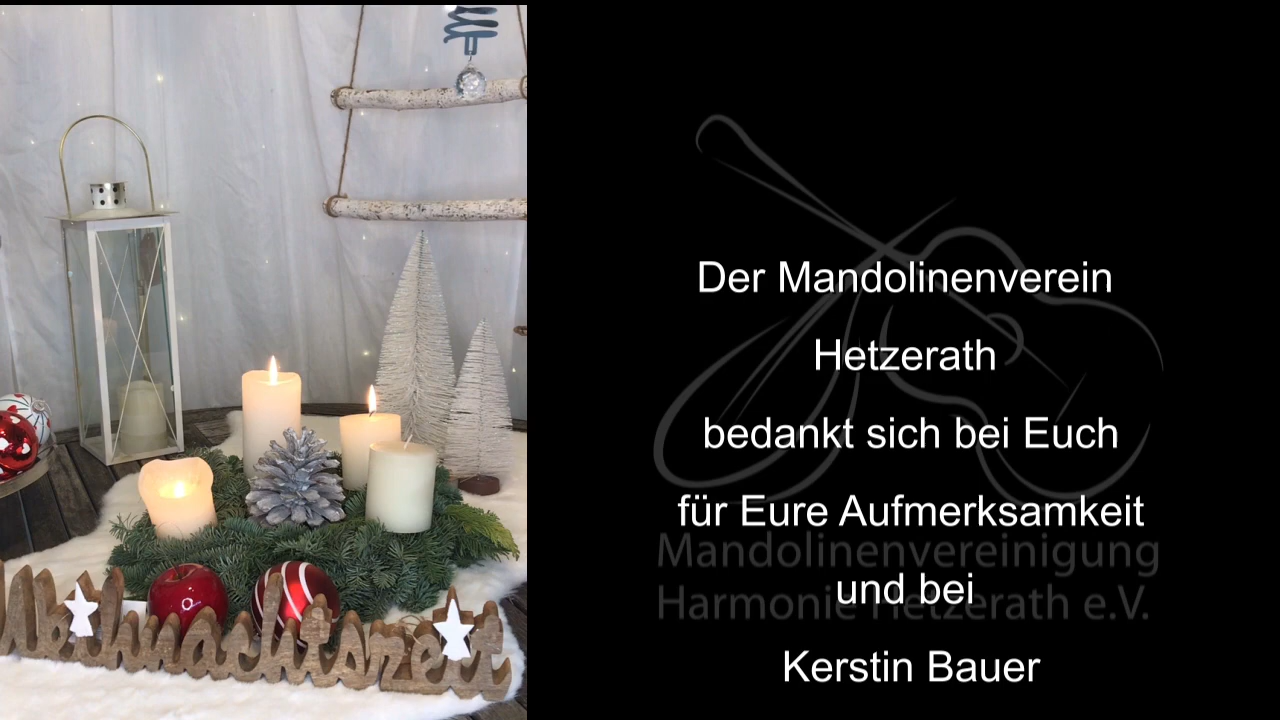 Der Mandolinenverein
Hetzerath
bedankt sich bei Euch
für Eure Aufmerksamkeit
Mandolinenvereinigung
und bei
Harmonie Hetzerath e.V.
Kerstin Bauer
Weihnachtszeit